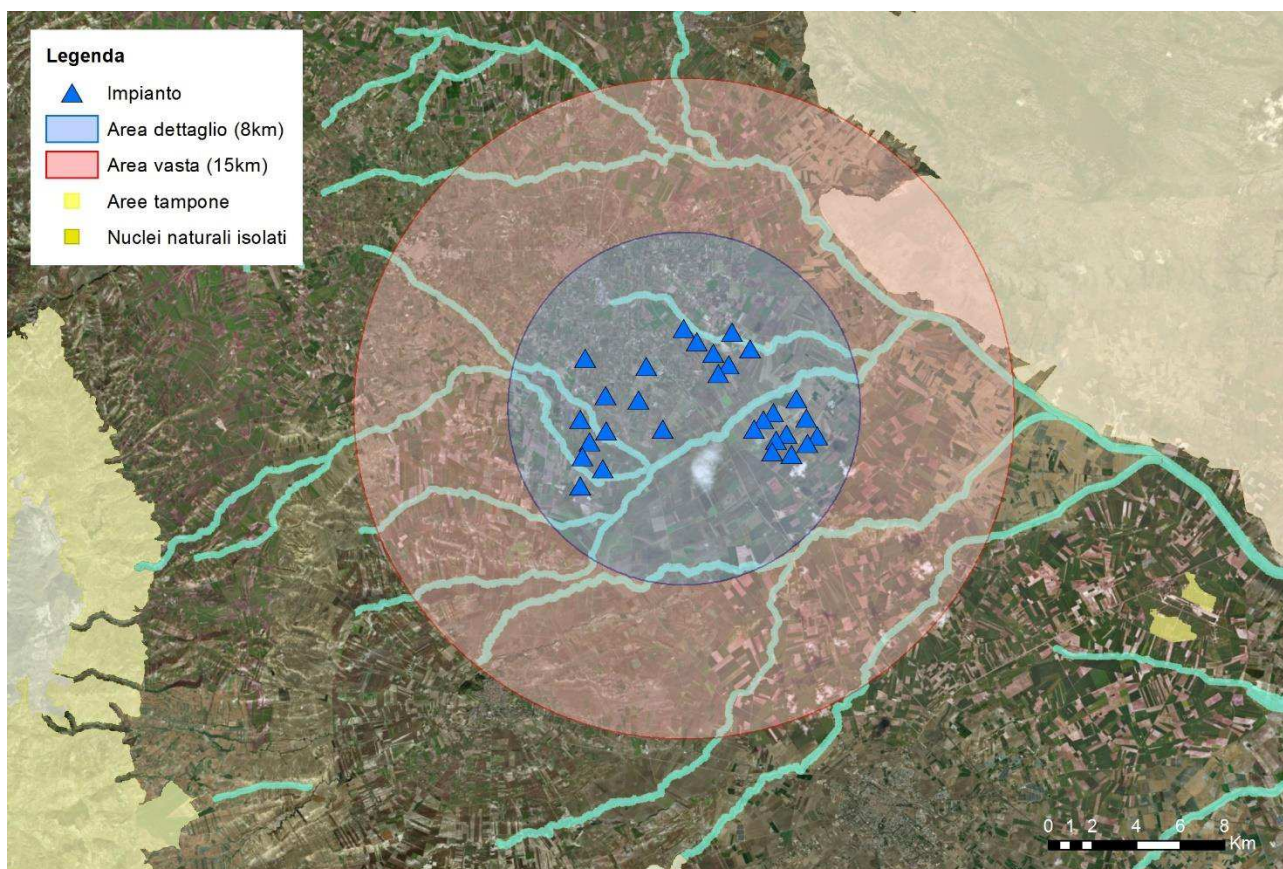 Legenda
Impianto
Area dettaglio (8km)
Area vasta (15km)
Aree tampone
Nuclei naturali isolati
0 1 2 4 6 8
Km